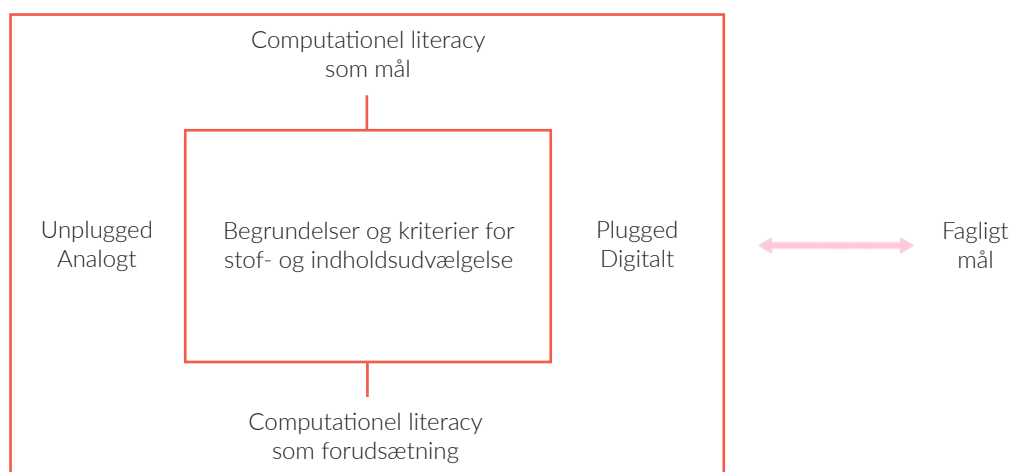 Computationel literacy
som mål
Unplugged
Analogt
Begrundelser og kriterier for
stof- og indholdsudvælgelse
Plugged
Digitalt
Fagligt
mål
Computationel literacy
som forudsætning